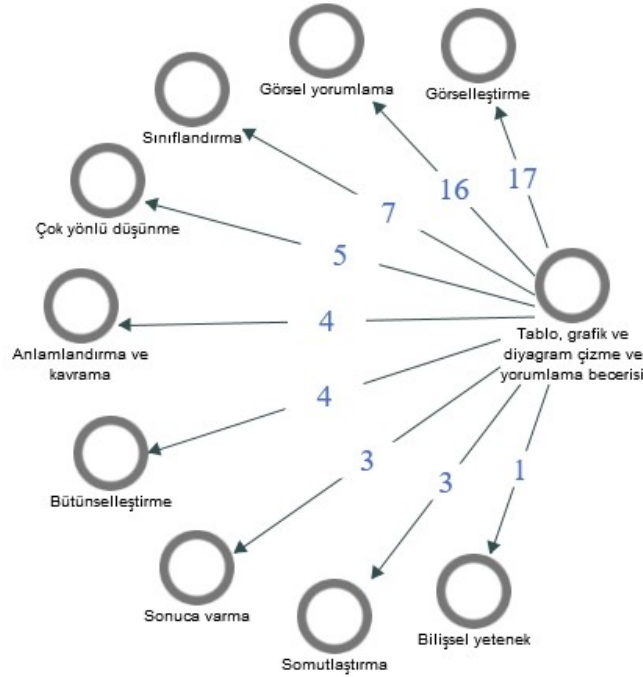 Görsel yorumlama
Görselleştirme
Sınıflandırma
16
17
7
Çok yönlü düşünme
5
4
Anlamlandırma ve
kavrama
Tablo, grafik ve
diyagram çizme ve
yorumlama becerisi
4
Bütünselleştirme
3
3
1
Sonuca varma
Somutlaştırma
Bilişsel yetenek